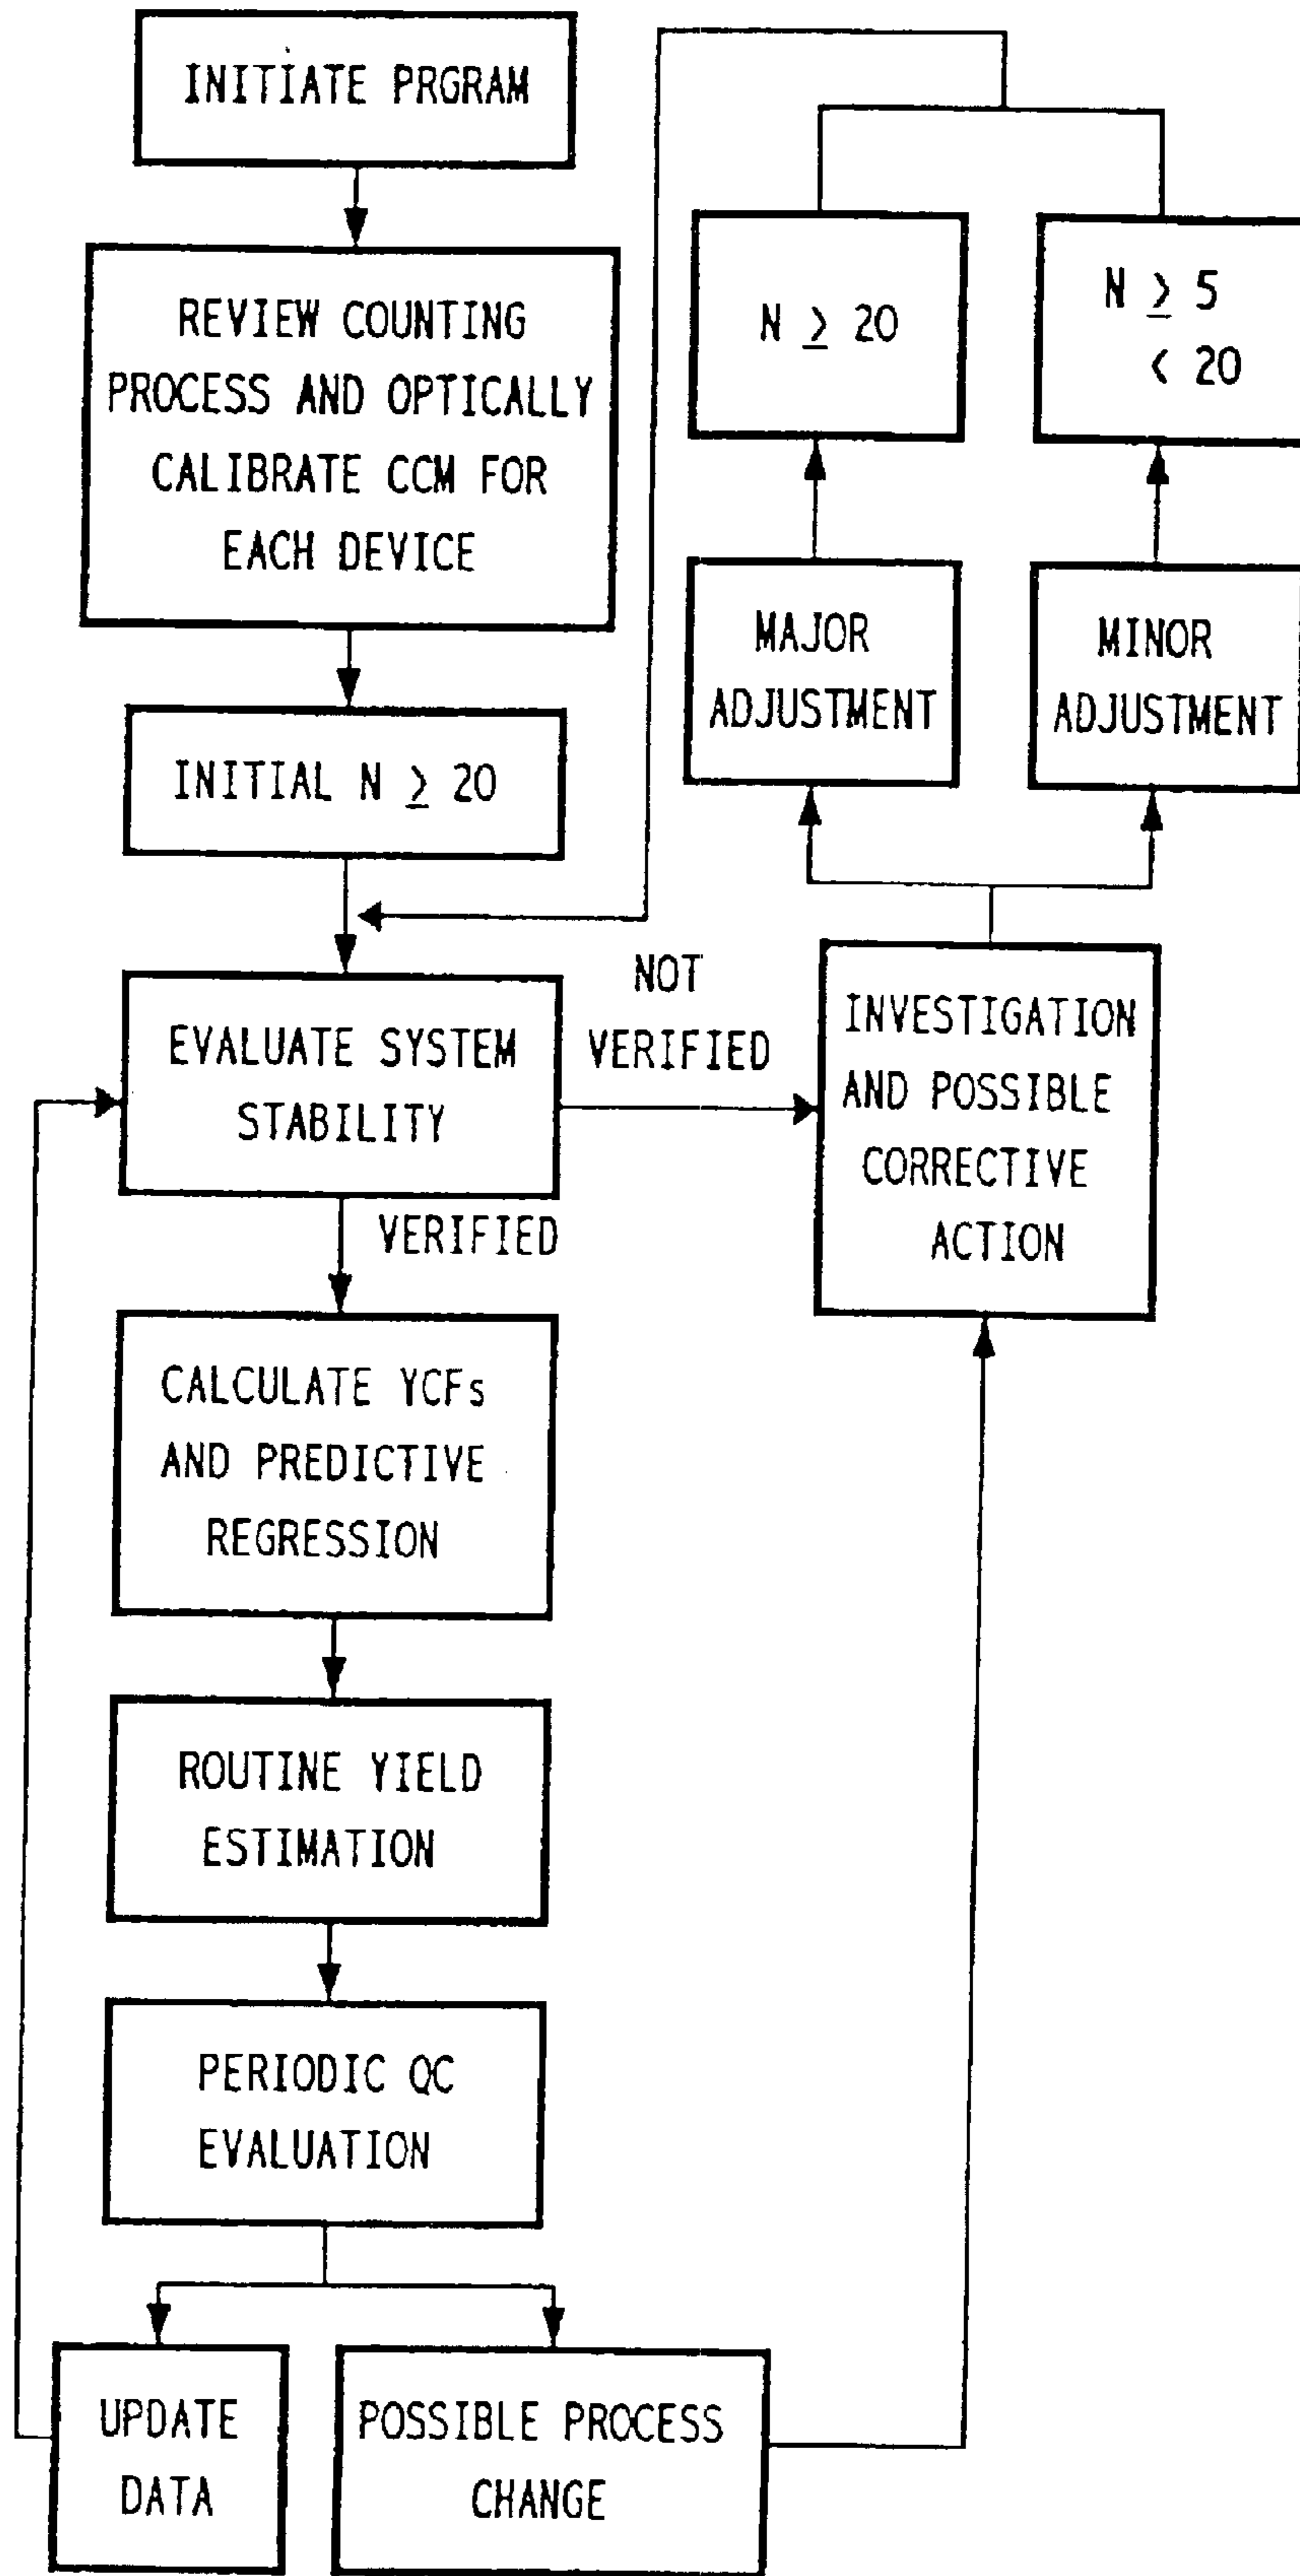 INITIATE PRGRAM
REVIEW COUNTING
PROCESS AND OPTICALLY
CALIBRATE CCM FOR
EACH DEVICE
INITIAL N ≥ 20
EVALUATE SYSTEM
STABILITY
NOT
VERIFIED
VERIFIED
CALCULATE YCFs
AND PREDICTIVE
REGRESSION
ROUTINE YIELD
ESTIMATION
PERIODIC QC
EVALUATION
UPDATE
DATA
POSSIBLE PROCESS
CHANGE
INVESTIGATION
AND POSSIBLE
CORRECTIVE
ACTION
MAJOR
ADJUSTMENT
MINOR
ADJUSTMENT
N ≥ 20
N ≥ 5
< 20